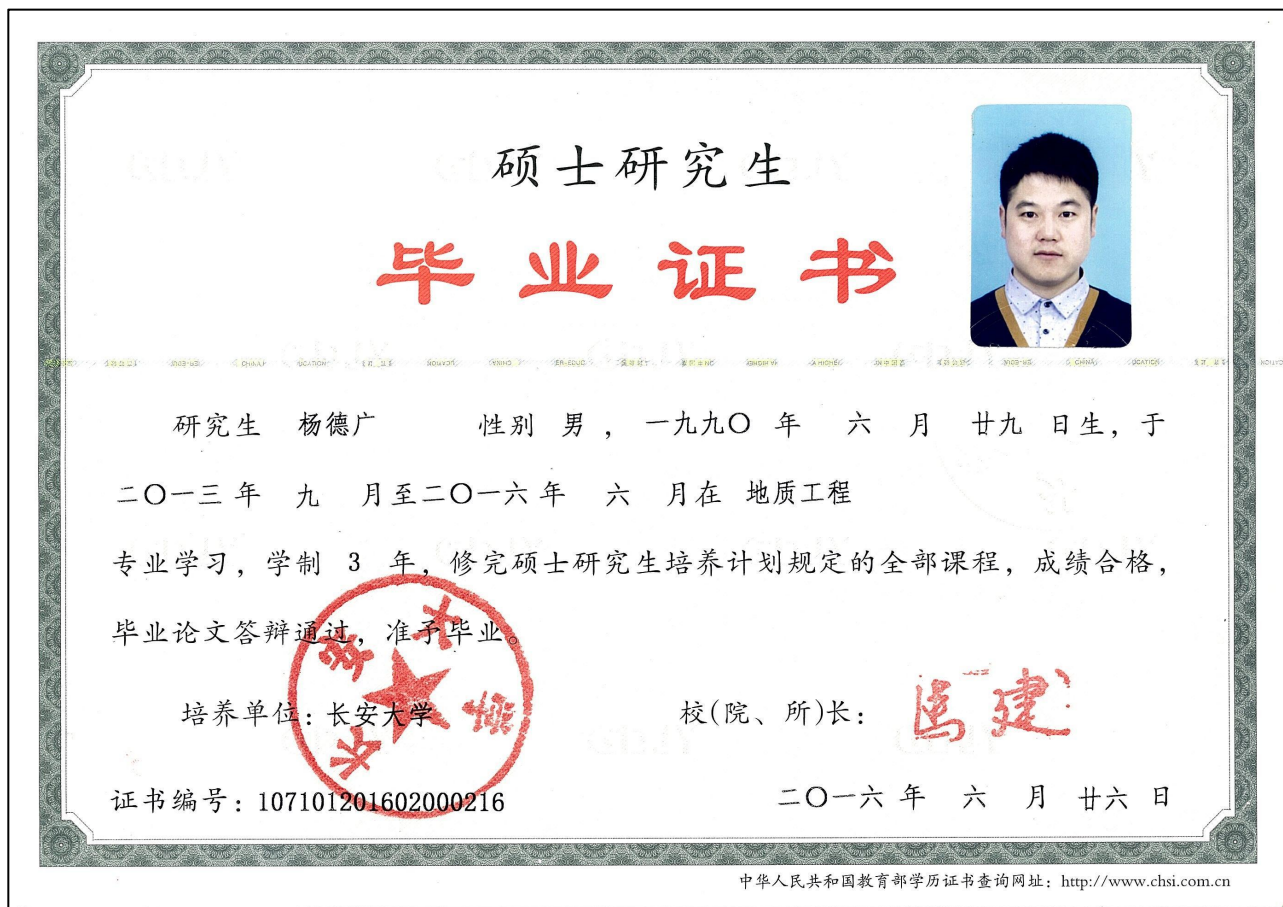 硕士研究生
毕业证书
研究生 杨德广 性别 男 ， 一九九〇 年 六 月 廿九 日生，于
二〇一三 年 九 月至二〇一六 年 六 月在 地质工程
专业学习，学制 3 年，修完硕士研究生培养计划规定的全部课程，成绩合格，
毕业论文答辩通过，准予毕业。
培养单位：长安大学
长安大学
校(院、所)长：
证书编号：107101201602000216
二〇一六 年 六 月 廿六 日
中华人民共和国教育部学历证书查询网址：http://www.chsi.com.cn